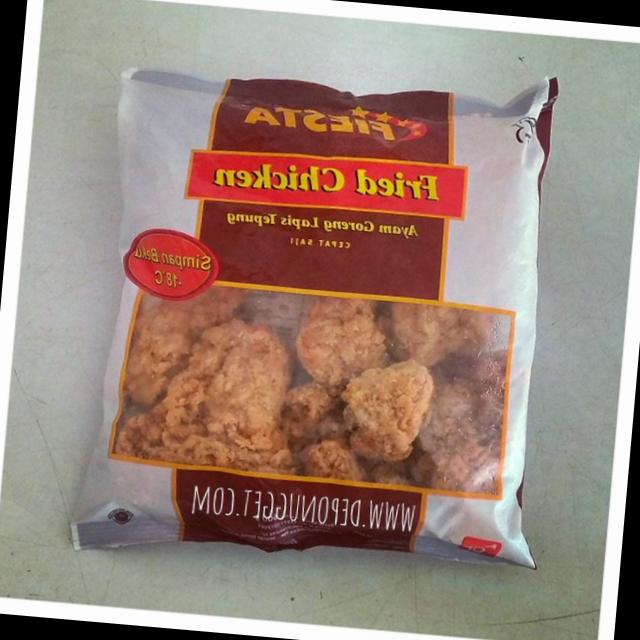 FIESTA
Fried Chicken
Ayam Goreng Lapis Tepung
CEPAT SAJI
Simpan Beku
-18°C
WWW.DEPONUGGET.COM